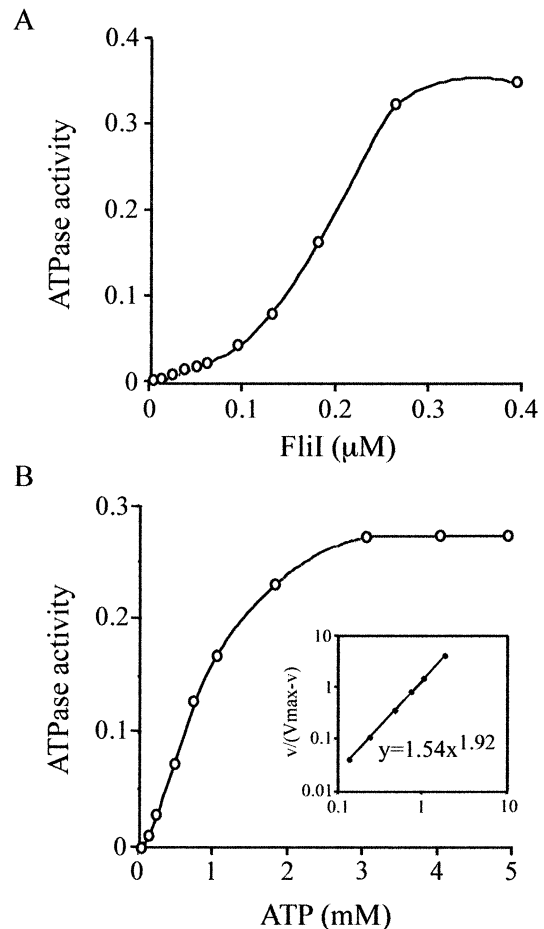 A
0.4
0.3
0.2
0.1
0
ATPase activity
0 0.1 0.2 0.3 0.4
FliI (μM)
B
0.3
0.2
0.1
0
ATPase activity
10
1
0.1
0.01
v/(Vmax-v)
y=1.54x^1.92
0.1 1 10
0 1 2 3 4 5
ATP (mM)